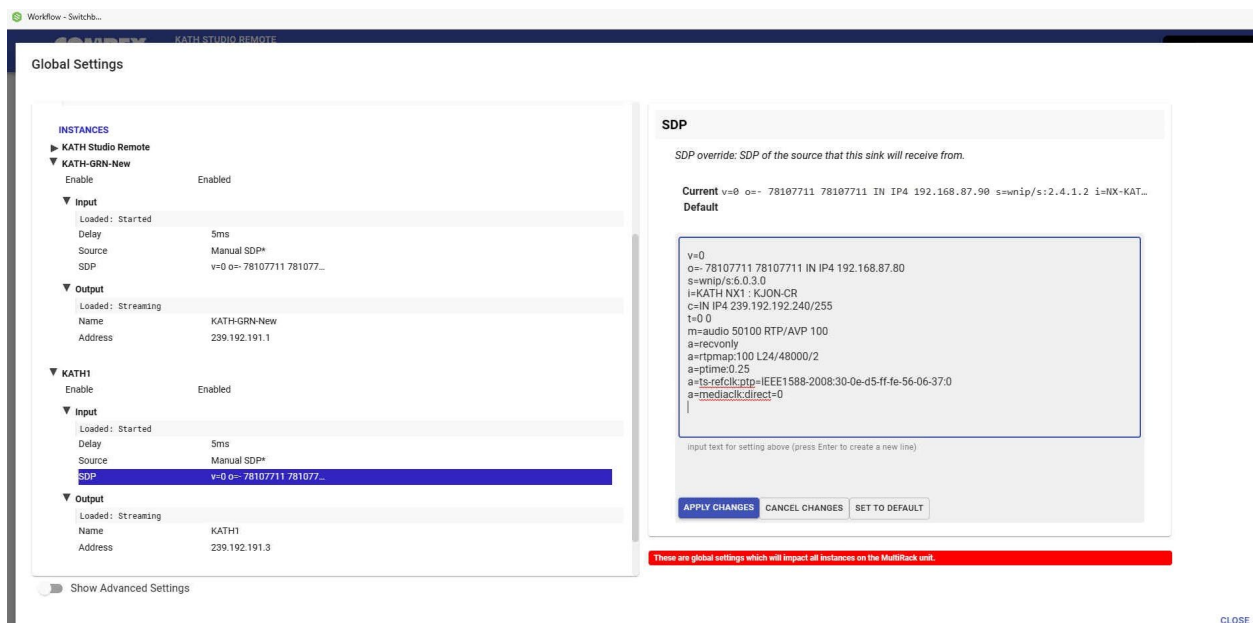 Workflow - Switchb...
COMREX
KATH STUDIO REMOTE
Global Settings
INSTANCES
▶ KATH Studio Remote
▼ KATH-GRN-New
Enable Enabled
▼ Input
Loaded: Started
Delay 5ms
Source Manual SDP*
SDP v=0 o=- 78107711 781077...
▼ Output
Loaded: Streaming
Name KATH-GRN-New
Address 239.192.191.1
▼ KATH1
Enable Enabled
▼ Input
Loaded: Started
Delay 5ms
Source Manual SDP*
SDP v=0 o=- 78107711 781077...
▼ Output
Loaded: Streaming
Name KATH1
Address 239.192.191.3
Show Advanced Settings
SDP
SDP override: SDP of the source that this sink will receive from.
Current v=0 o=- 78107711 78107711 IN IP4 192.168.87.90 s=wnip/s:2.4.1.2 i=NX-KAT...
Default
v=0
o=- 78107711 78107711 IN IP4 192.168.87.80
s=wnip/s:6.0.3.0
i=KATH NX1 : KJON-CR
c=IN IP4 239.192.192.240/255
t=0 0
m=audio 50100 RTP/AVP 100
a=recvonly
a=rtpmap:100 L24/48000/2
a=ptime:0.25
a=ts-refclk:ptp=IEEE1588-2008:30-0e-d5-ff-fe-56-06-37:0
a=mediaclk:direct=0
input text for setting above (press Enter to create a new line)
APPLY CHANGES CANCEL CHANGES SET TO DEFAULT
These are global settings which will impact all instances on the MultiRack unit.
CLOSE